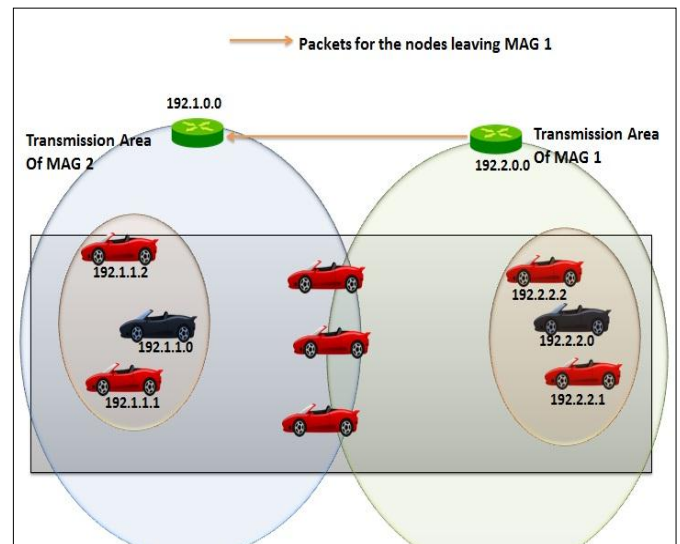 Packets for the nodes leaving MAG 1
192.1.0.0
Transmission Area
Of MAG 2
Transmission Area
Of MAG 1
192.2.0.0
192.1.1.2
192.1.1.0
192.1.1.1
192.2.2.2
192.2.2.0
192.2.2.1